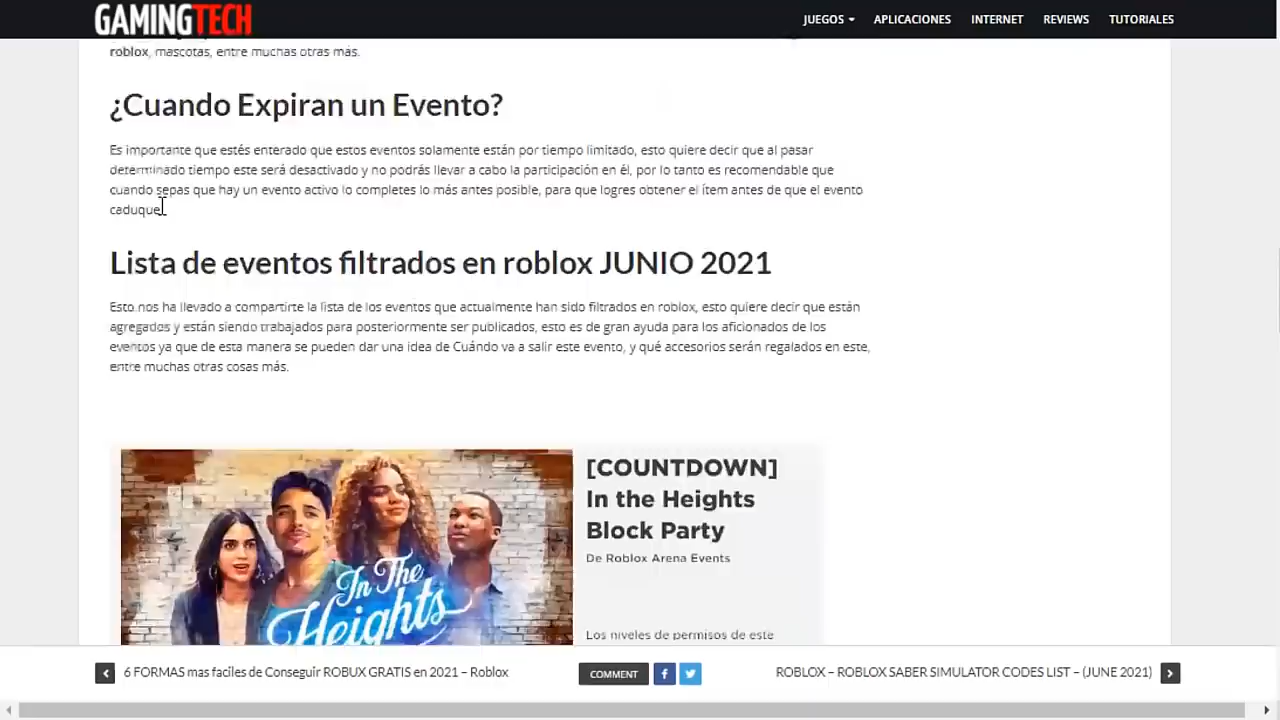 GAMINGTECH
JUEGOS APLICACIONES INTERNET REVIEWS TUTORIALES
roblox, mascotas, entre muchas otras más.
¿Cuando Expiran un Evento?
Es importante que estés enterado que estos eventos solamente están por tiempo limitado, esto quiere decir que al pasar
determinado tiempo este será desactivado y no podrás llevar a cabo la participación en él, por lo tanto es recomendable que
cuando sepas que hay un evento activo lo completes lo más antes posible, para que logres obtener el ítem antes de que el evento
caduque.
Lista de eventos filtrados en roblox JUNIO 2021
Esto nos ha llevado a compartirte la lista de los eventos que actualmente han sido filtrados en roblox, esto quiere decir que están
agregados y están siendo trabajados para posteriormente ser publicados, esto es de gran ayuda para los aficionados de los
eventos ya que de esta manera se pueden dar una idea de Cuándo va a salir este evento, y qué accesorios serán regalados en este,
entre muchas otras cosas más.
In The
Heights
[COUNTDOWN]
In the Heights
Block Party
De Roblox Arena Events
Los niveles de permisos de este
6 FORMAS mas faciles de Conseguir ROBUX GRATIS en 2021 – Roblox
COMMENT
ROBLOX – ROBLOX SABER SIMULATOR CODES LIST – (JUNE 2021)